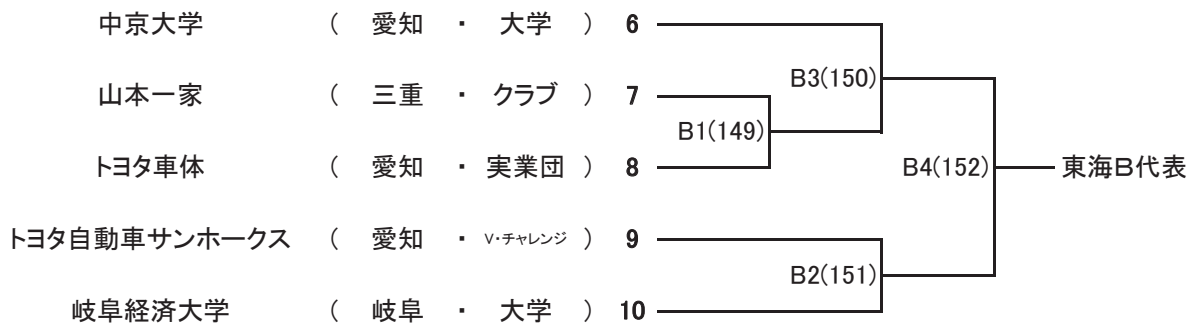 中京大学 ( 愛知 ・ 大学 ) 6
B3(150)
山本一家 ( 三重 ・ クラブ ) 7
B1(149)
トヨタ車体 ( 愛知 ・ 実業団 ) 8
B4(152) 東海B代表
トヨタ自動車サンホークス ( 愛知 ・ V・チャレンジ ) 9
B2(151)
岐阜経済大学 ( 岐阜 ・ 大学 ) 10